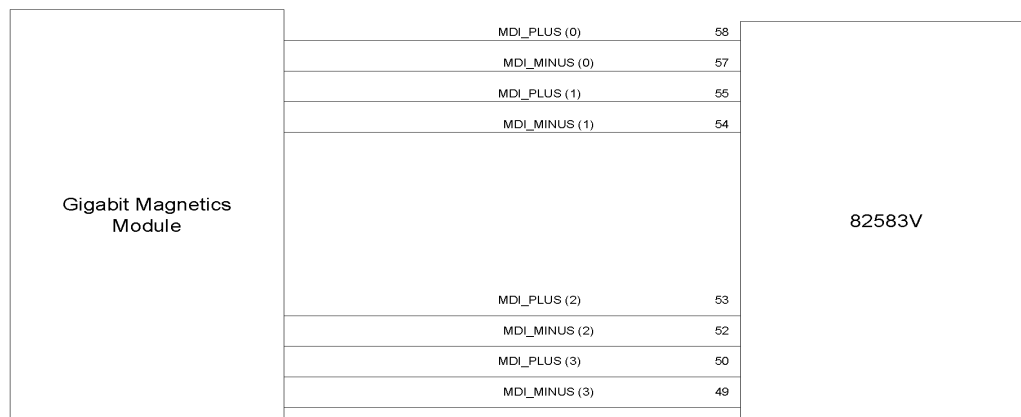 MDI_PLUS (0) 58
MDI_MINUS (0) 57
MDI_PLUS (1) 55
MDI_MINUS (1) 54
Gigabit Magnetics
Module
82583V
MDI_PLUS (2) 53
MDI_MINUS (2) 52
MDI_PLUS (3) 50
MDI_MINUS (3) 49